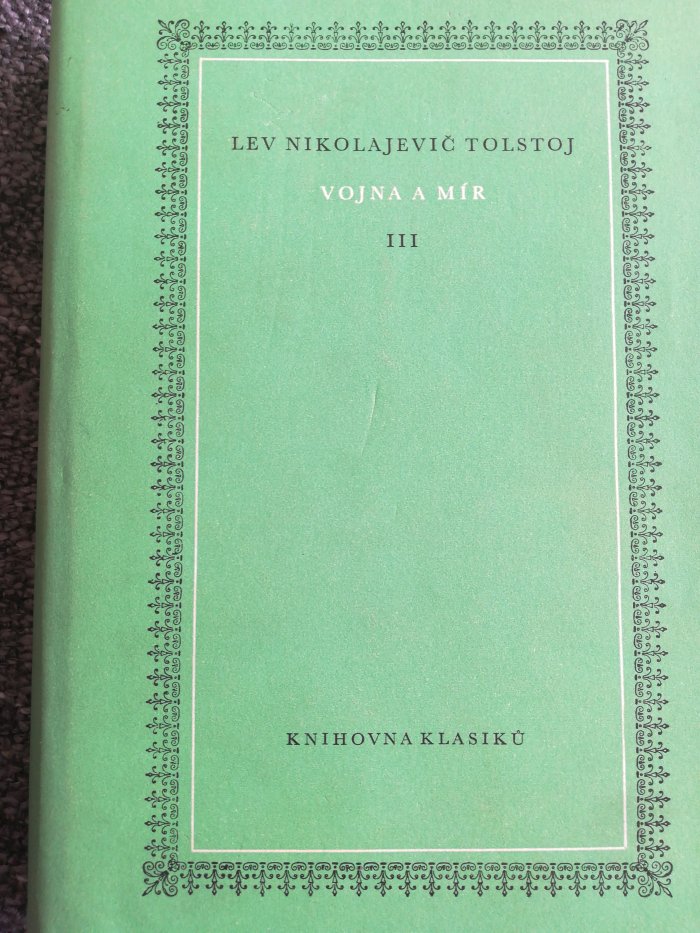 LEV NIKOLAJEVIČ TOLSTOJ
VOJNA A MÍR
III
KNIHOVNA KLASIKŮ